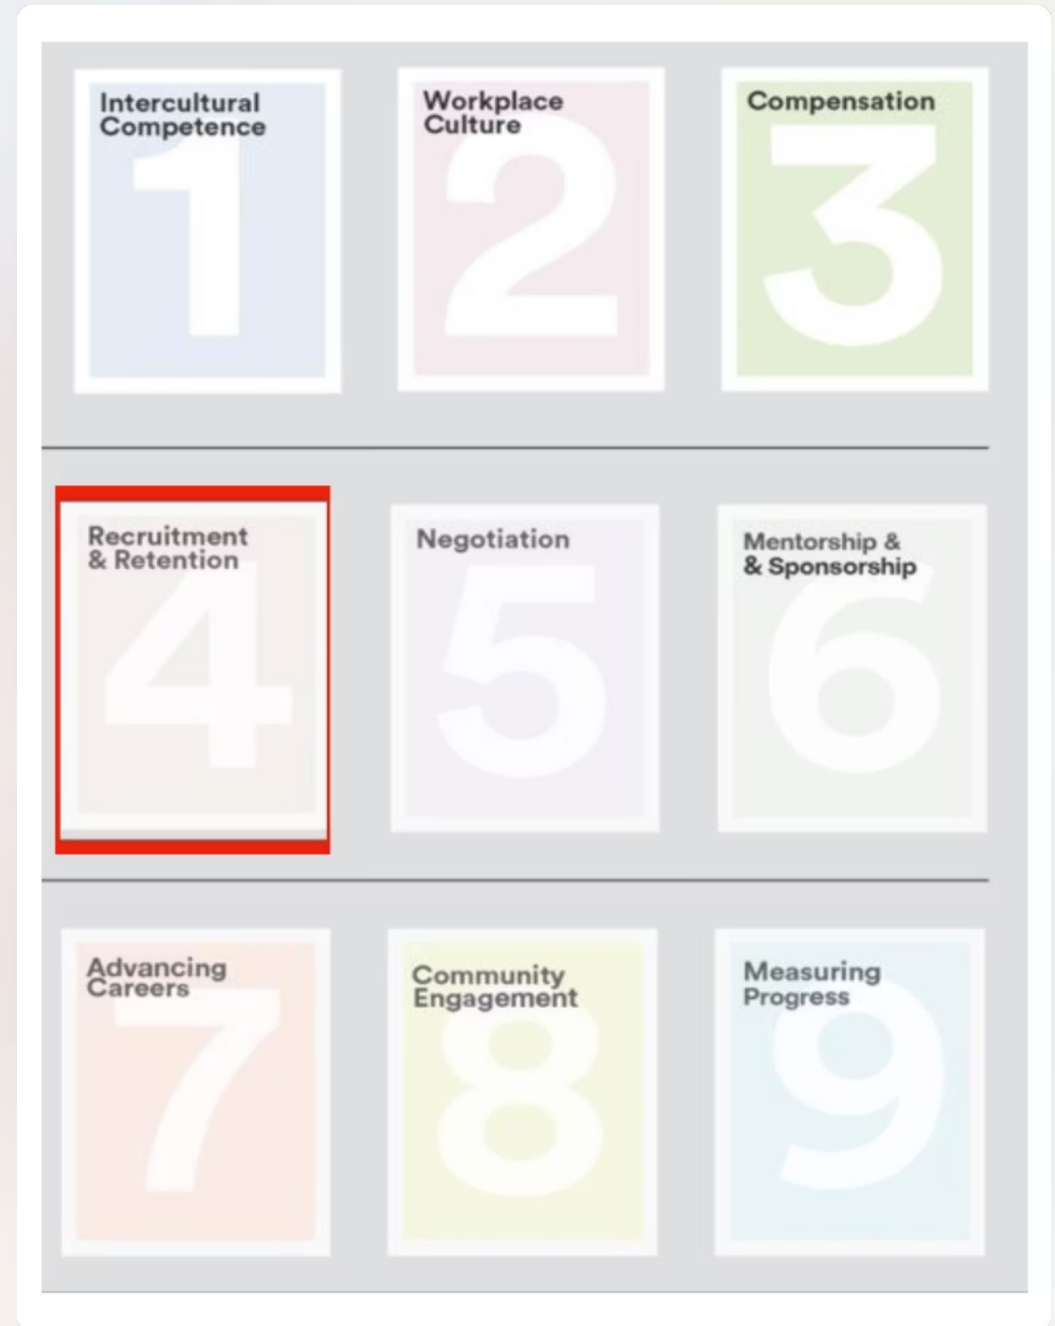 Intercultural
Competence
1
Workplace
Culture
2
Compensation
3
Recruitment
& Retention
4
Negotiation
5
Mentorship &
& Sponsorship
6
Advancing
Careers
7
Community
Engagement
8
Measuring
Progress
9